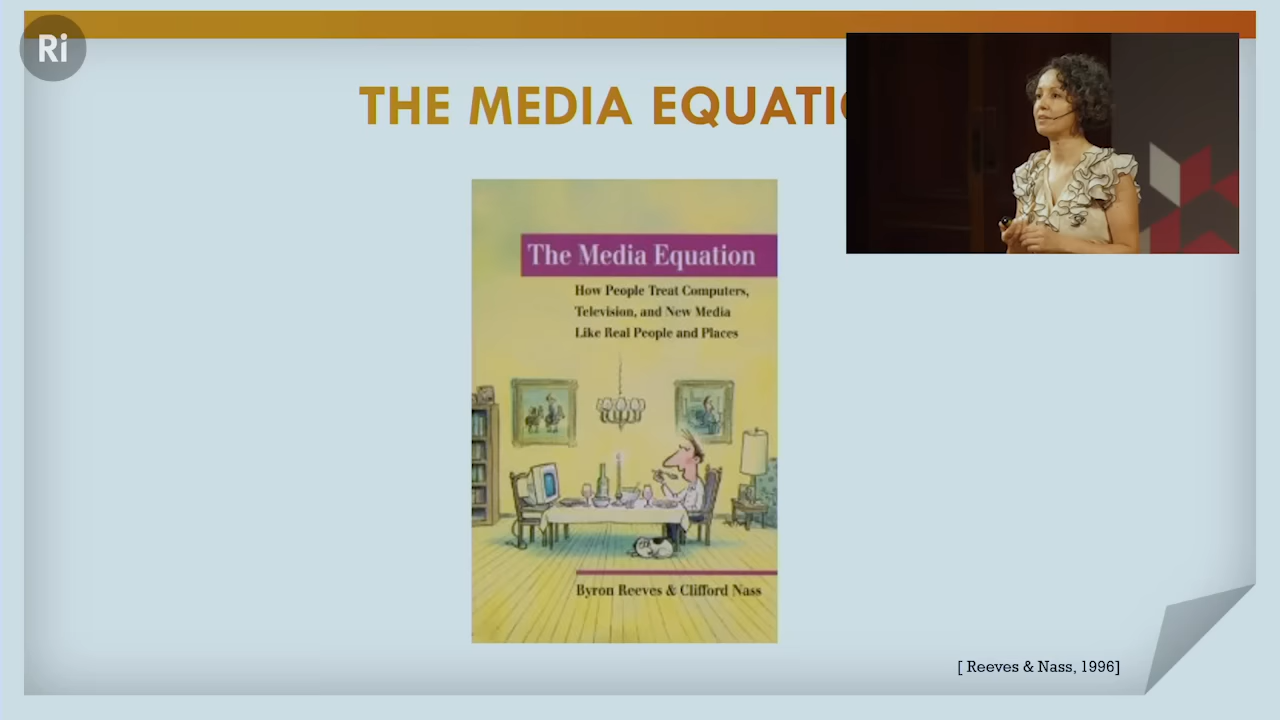 Ri
THE MEDIA EQUATI
The Media Equation
How People Treat Computers,
Television, and New Media
Like Real People and Places
Byron Reeves & Clifford Nass
[ Reeves & Nass, 1996]